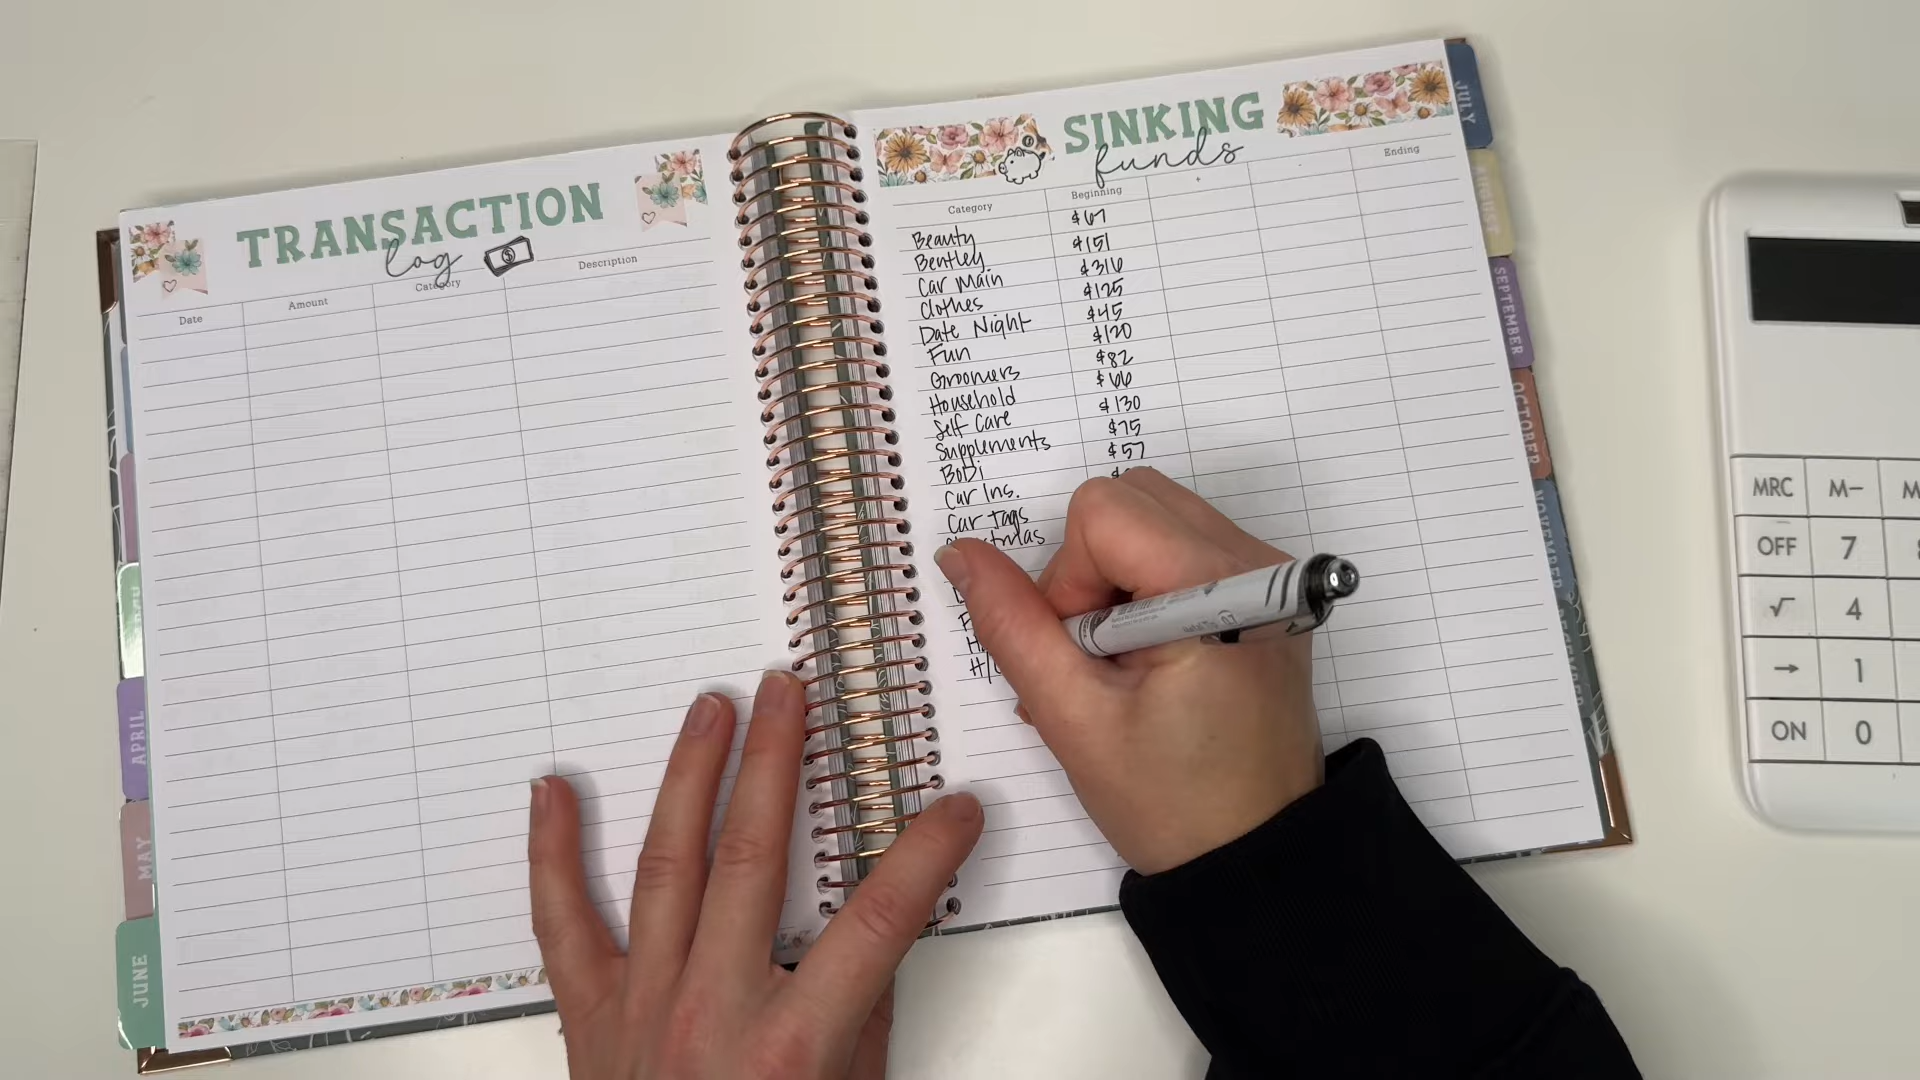 TRANSACTION
log
Date Amount Category Description
SINKING
funds
Category Beginning + - Ending
Beauty $67
Bentley $151
Car Main $316
Clothes $125
Date Night $45
Fun $120
Groomers $82
Household $66
Self Care $130
Supplements $75
BODi $57
Car Ins.
Car Tags
H/
APRIL
MAY
JUNE
JULY
AUGUST
SEPTEMBER
OCTOBER
NOVEMBER
DECEMBER
MRC M−
OFF 7
√ 4
→ 1
ON 0